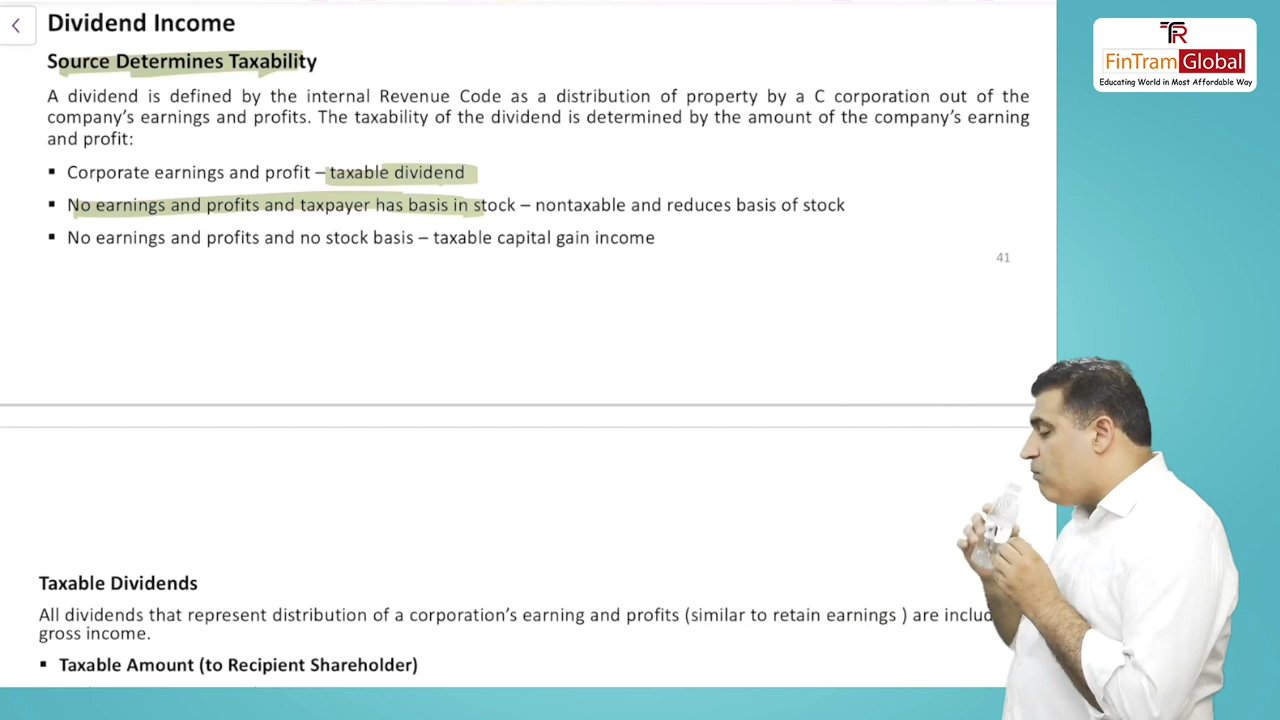 Dividend Income
Source Determines Taxability
A dividend is defined by the internal Revenue Code as a distribution of property by a C corporation out of the
company's earnings and profits. The taxability of the dividend is determined by the amount of the company's earning
and profit:
▪ Corporate earnings and profit – taxable dividend
▪ No earnings and profits and taxpayer has basis in stock – nontaxable and reduces basis of stock
▪ No earnings and profits and no stock basis – taxable capital gain income
41
Taxable Dividends
All dividends that represent distribution of a corporation's earning and profits (similar to retain earnings ) are includ
gross income.
▪ Taxable Amount (to Recipient Shareholder)
FinTram Global
Educating World in Most Affordable Way